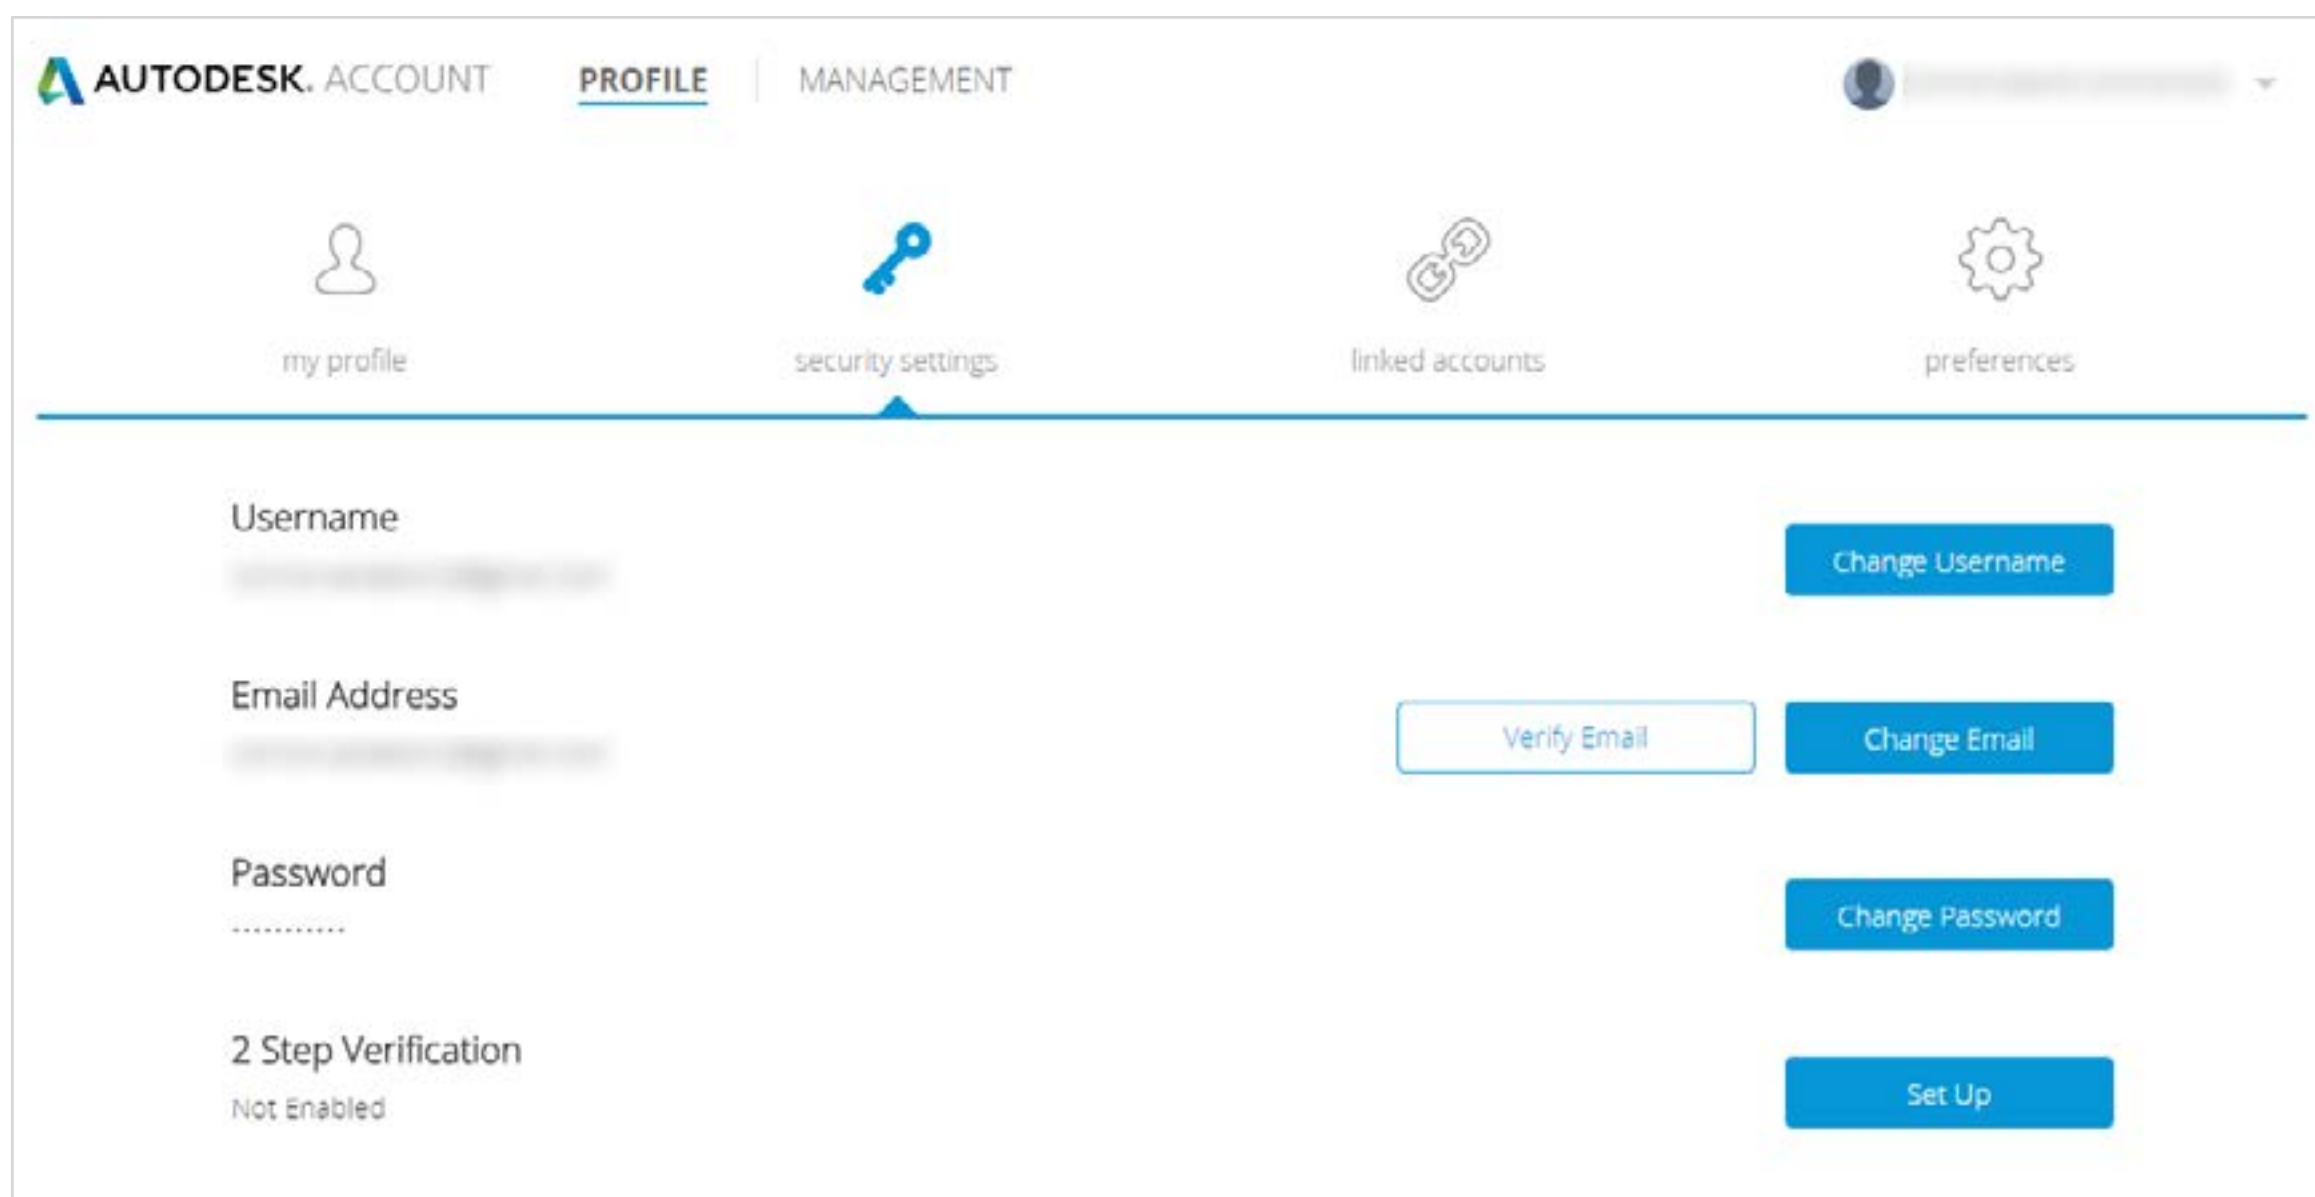 AUTODESK. ACCOUNT PROFILE MANAGEMENT
my profile security settings linked accounts preferences
Username
Change Username
Email Address
Verify Email Change Email
Password
...........
Change Password
2 Step Verification
Not Enabled
Set Up